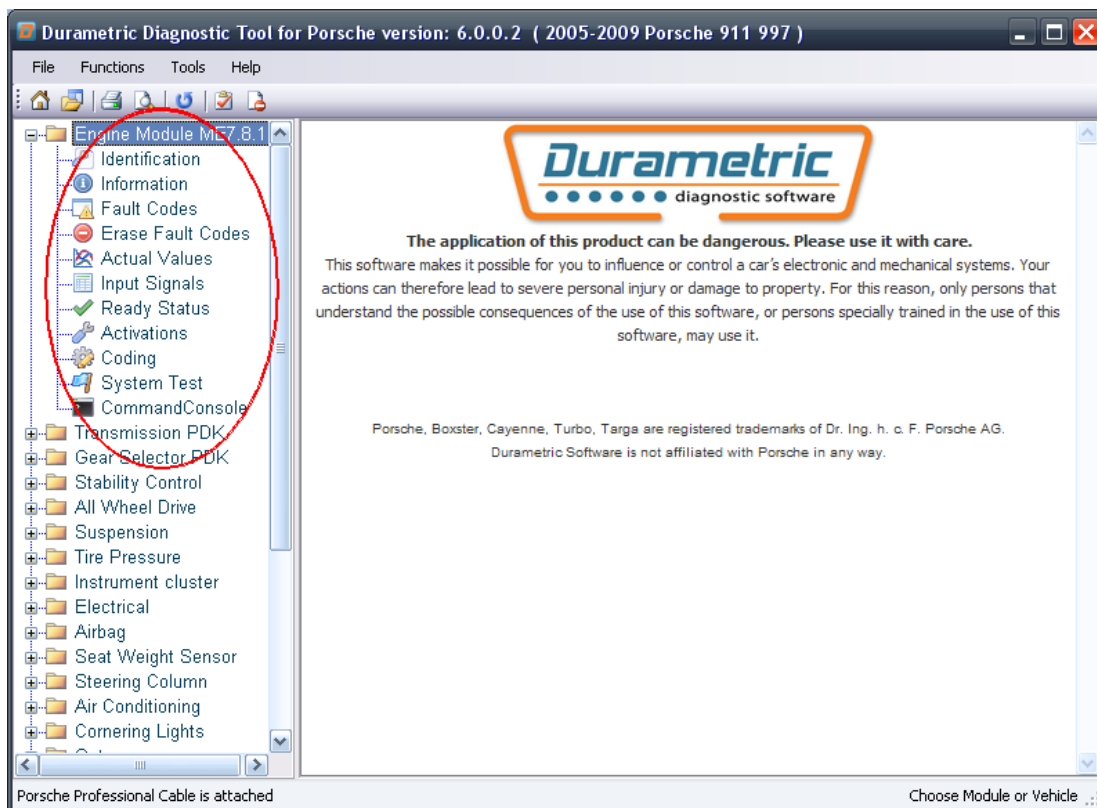 Durametric Diagnostic Tool for Porsche version: 6.0.0.2 ( 2005-2009 Porsche 911 997 )
File Functions Tools Help
Engine Module ME7.8.1
Identification
Information
Fault Codes
Erase Fault Codes
Actual Values
Input Signals
Ready Status
Activations
Coding
System Test
CommandConsole
Transmission PDK
Gear Selector PDK
Stability Control
All Wheel Drive
Suspension
Tire Pressure
Instrument cluster
Electrical
Airbag
Seat Weight Sensor
Steering Column
Air Conditioning
Cornering Lights
Durametric
diagnostic software
The application of this product can be dangerous. Please use it with care.
This software makes it possible for you to influence or control a car's electronic and mechanical systems. Your
actions can therefore lead to severe personal injury or damage to property. For this reason, only persons that
understand the possible consequences of the use of this software, or persons specially trained in the use of this
software, may use it.
Porsche, Boxster, Cayenne, Turbo, Targa are registered trademarks of Dr. Ing. h. c. F. Porsche AG.
Durametric Software is not affiliated with Porsche in any way.
Porsche Professional Cable is attached
Choose Module or Vehicle